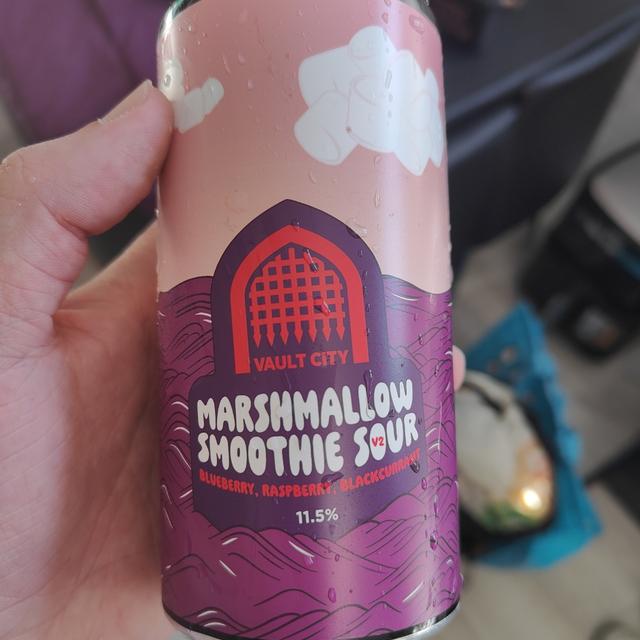 VAULT CITY
MARSHMALLOW
SMOOTHIE SOUR
V2
BLUEBERRY, RASPBERRY, BLACKCURRANT
11.5%